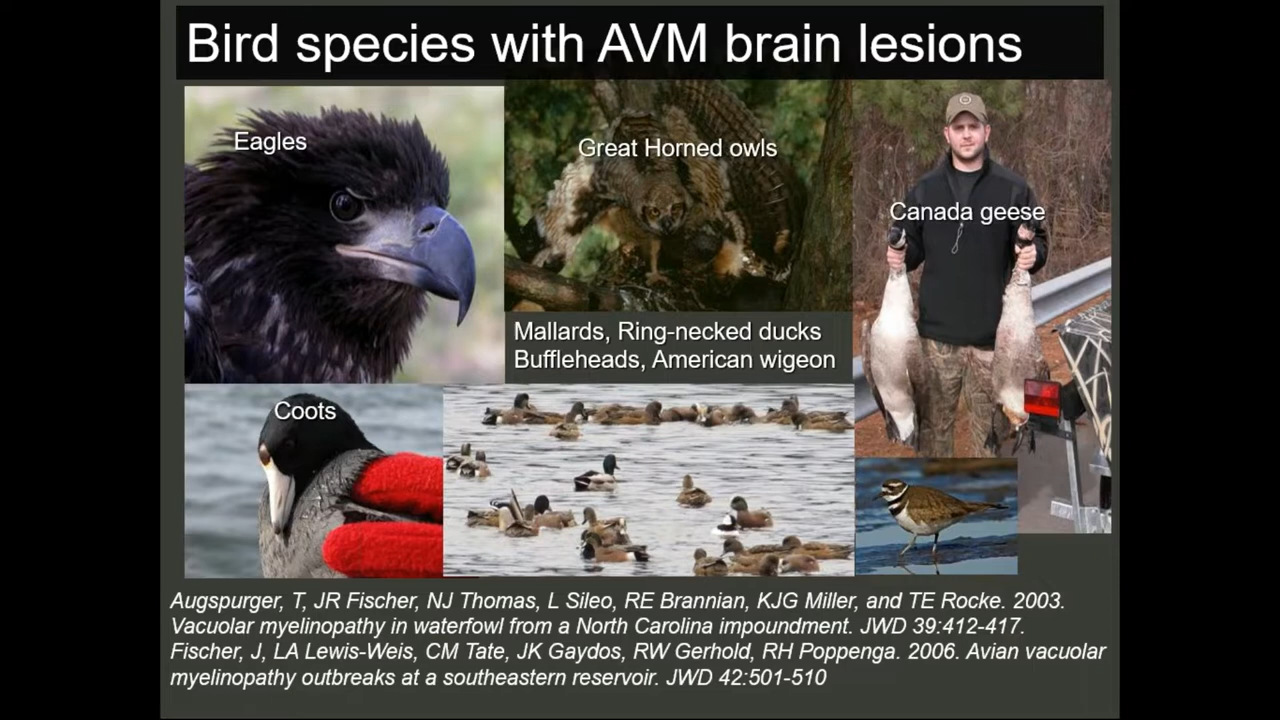 Bird species with AVM brain lesions
Eagles
Great Horned owls
Canada geese
Mallards, Ring-necked ducks
Buffleheads, American wigeon
Coots
Augspurger, T, JR Fischer, NJ Thomas, L Sileo, RE Brannian, KJG Miller, and TE Rocke. 2003.
Vacuolar myelinopathy in waterfowl from a North Carolina impoundment. JWD 39:412-417.
Fischer, J, LA Lewis-Weis, CM Tate, JK Gaydos, RW Gerhold, RH Poppenga. 2006. Avian vacuolar
myelinopathy outbreaks at a southeastern reservoir. JWD 42:501-510